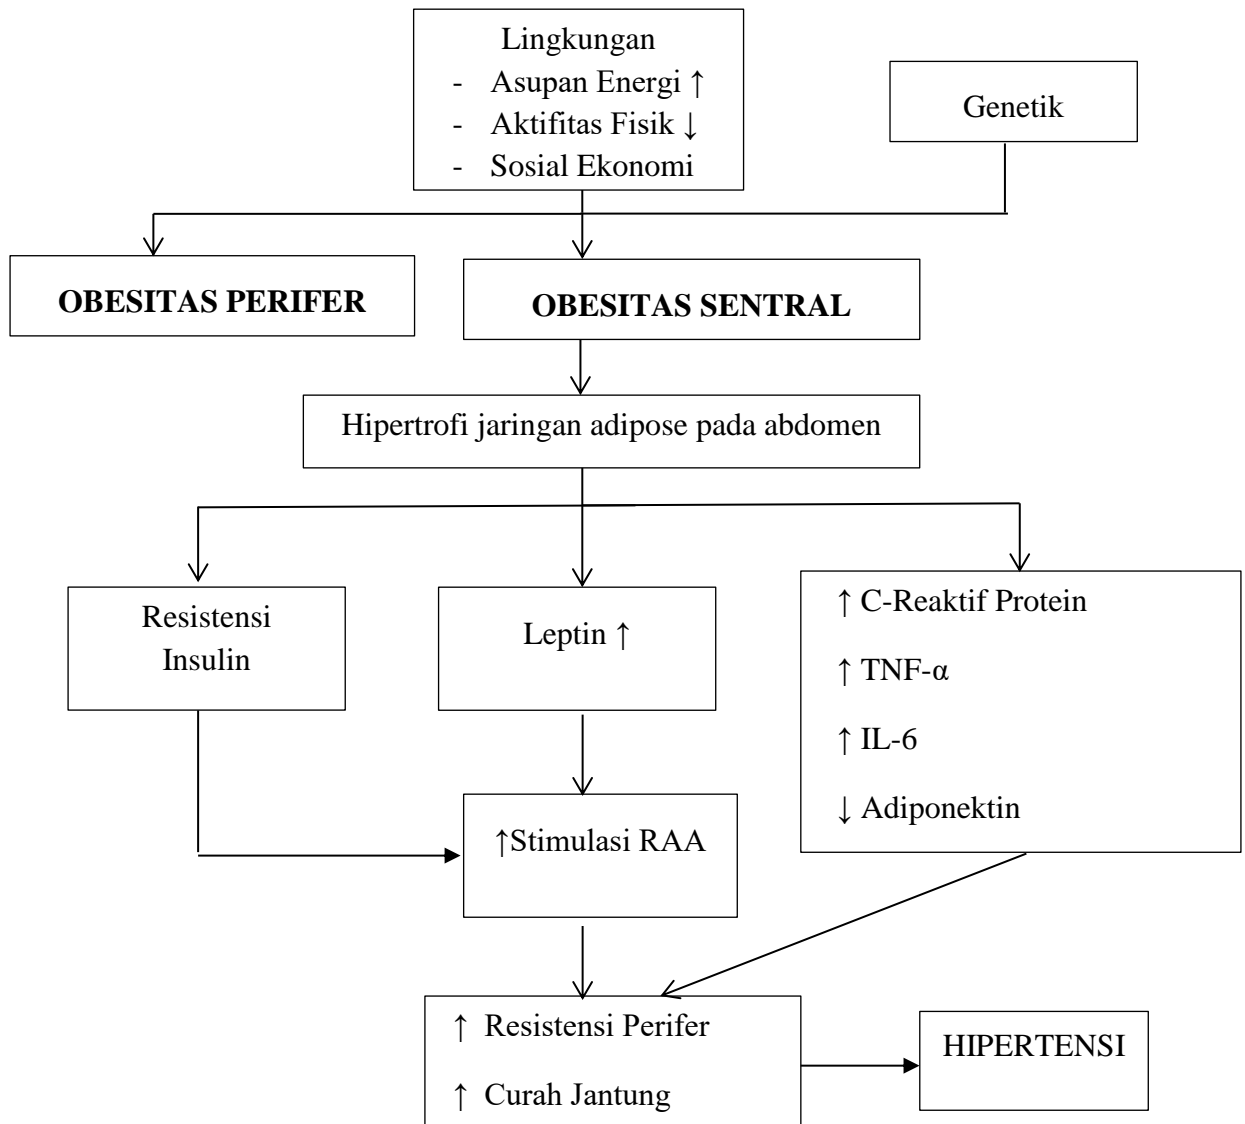 Lingkungan
- Asupan Energi ↑
- Aktifitas Fisik ↓
- Sosial Ekonomi
Genetik
OBESITAS PERIFER
OBESITAS SENTRAL
Hipertrofi jaringan adipose pada abdomen
Resistensi
Insulin
Leptin ↑
↑ C-Reaktif Protein
↑ TNF-α
↑ IL-6
↓ Adiponektin
↑Stimulasi RAA
↑ Resistensi Perifer
↑ Curah Jantung
HIPERTENSI